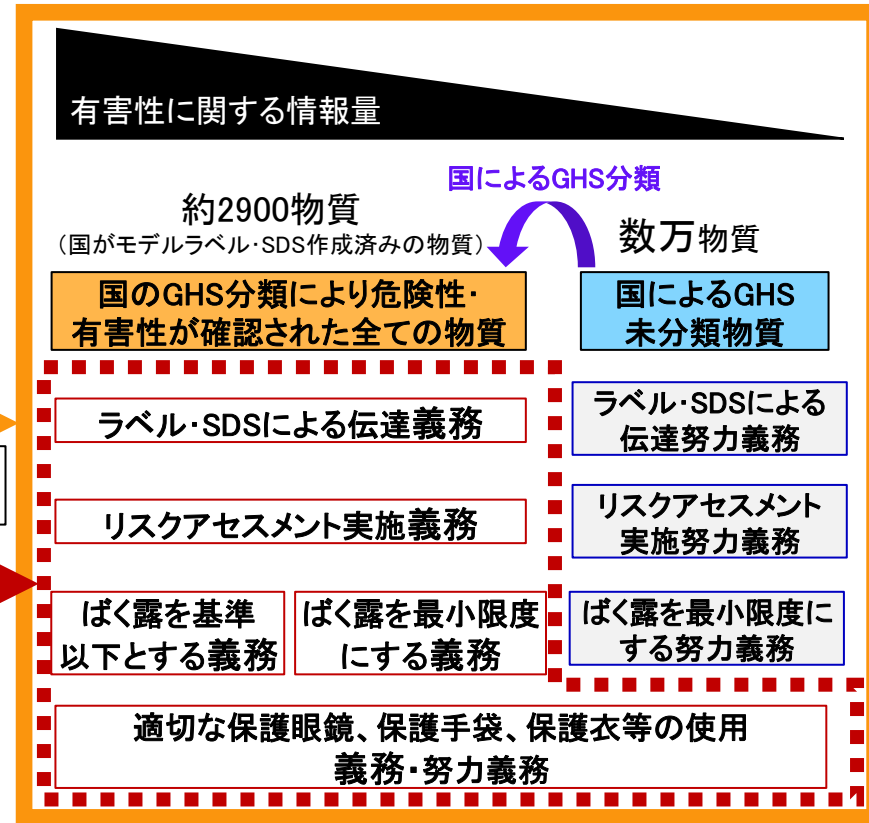 有害性に関する情報量
国によるGHS分類
約2900物質
（国がモデルラベル・SDS作成済みの物質）
数万物質
国のGHS分類により危険性・
有害性が確認された全ての物質
国によるGHS
未分類物質
ラベル・SDSによる伝達義務
ラベル・SDSによる
伝達努力義務
リスクアセスメント実施義務
リスクアセスメント
実施努力義務
ばく露を基準
以下とする義務
ばく露を最小限度
にする義務
ばく露を最小限度に
する努力義務
適切な保護眼鏡、保護手袋、保護衣等の使用
義務・努力義務